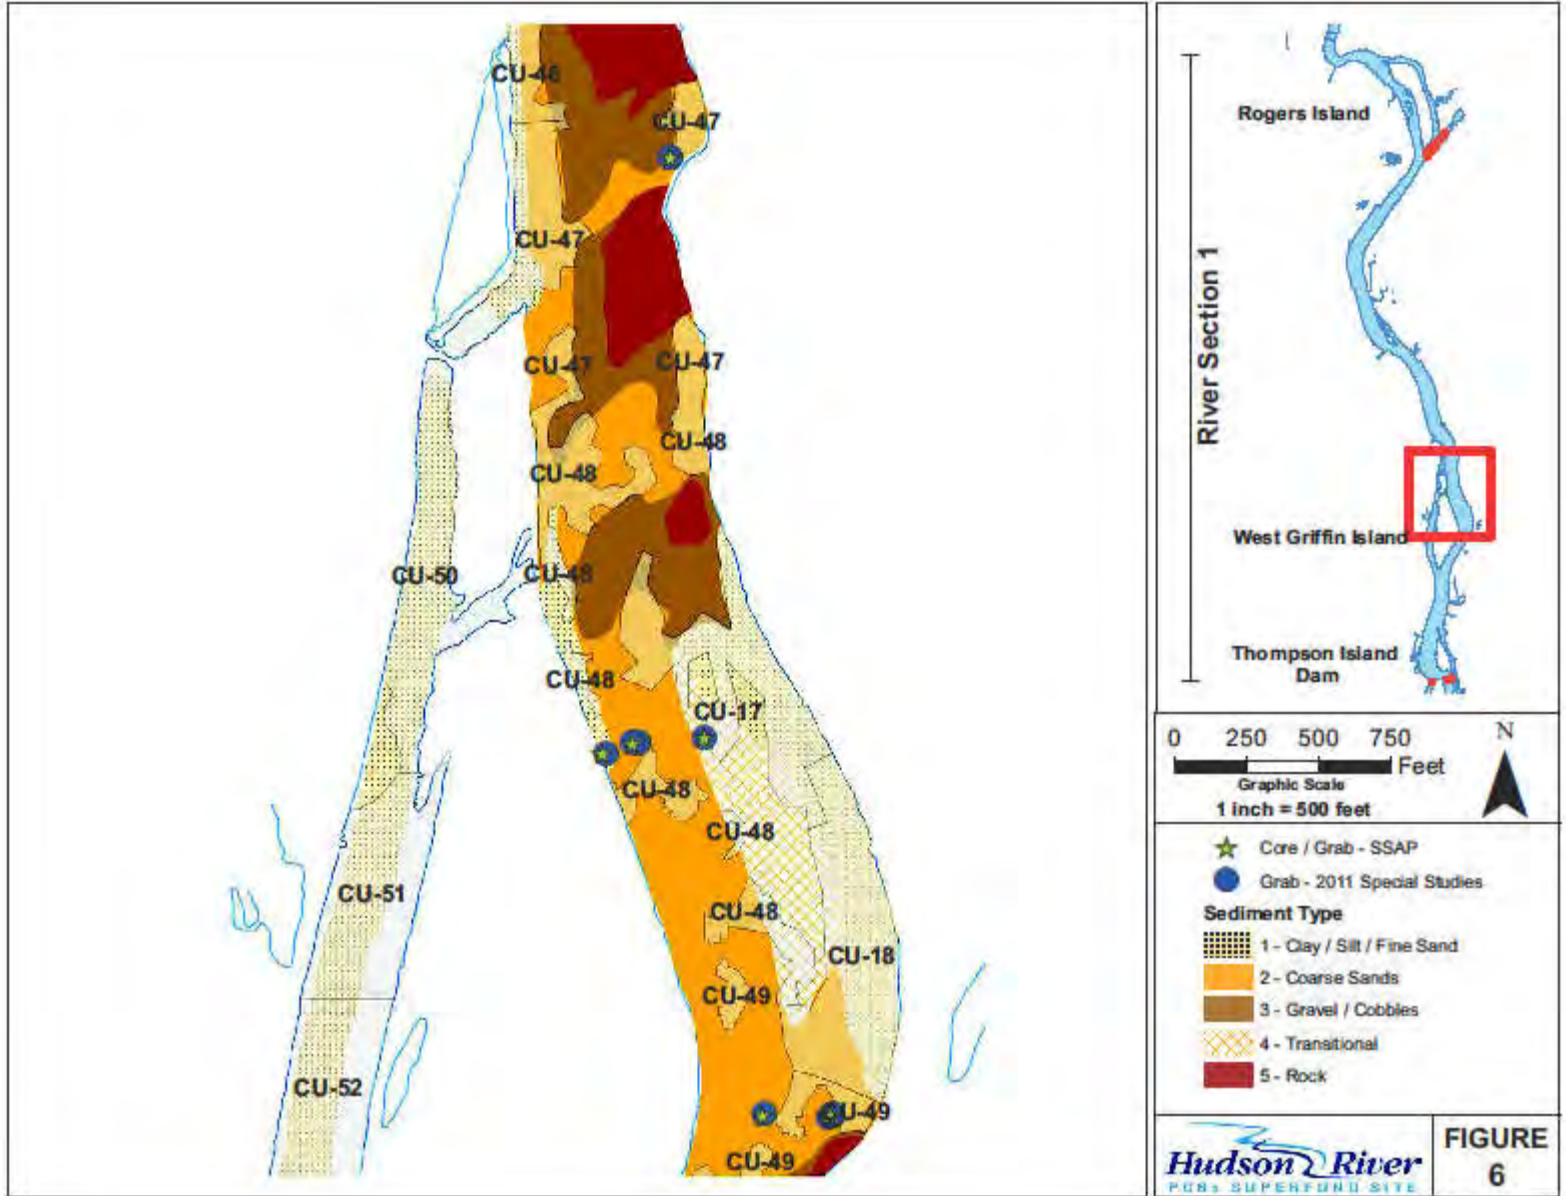 CU-46
CU-47
CU-47
CU-47
CU-47
CU-48
CU-48
CU-50
CU-48
CU-48
CU-17
CU-48
CU-48
CU-51
CU-48
CU-18
CU-49
CU-52
CU-49
CU-49
Rogers Island
River Section 1
West Griffin Island
Thompson Island
Dam
0 250 500 750
Feet
Graphic Scale
1 inch = 500 feet
N
Core / Grab - SSAP
Grab - 2011 Special Studies
Sediment Type
1 - Clay / Silt / Fine Sand
2 - Coarse Sands
3 - Gravel / Cobbles
4 - Transitional
5 - Rock
Hudson River
PCBs SUPERFUND SITE
FIGURE
6